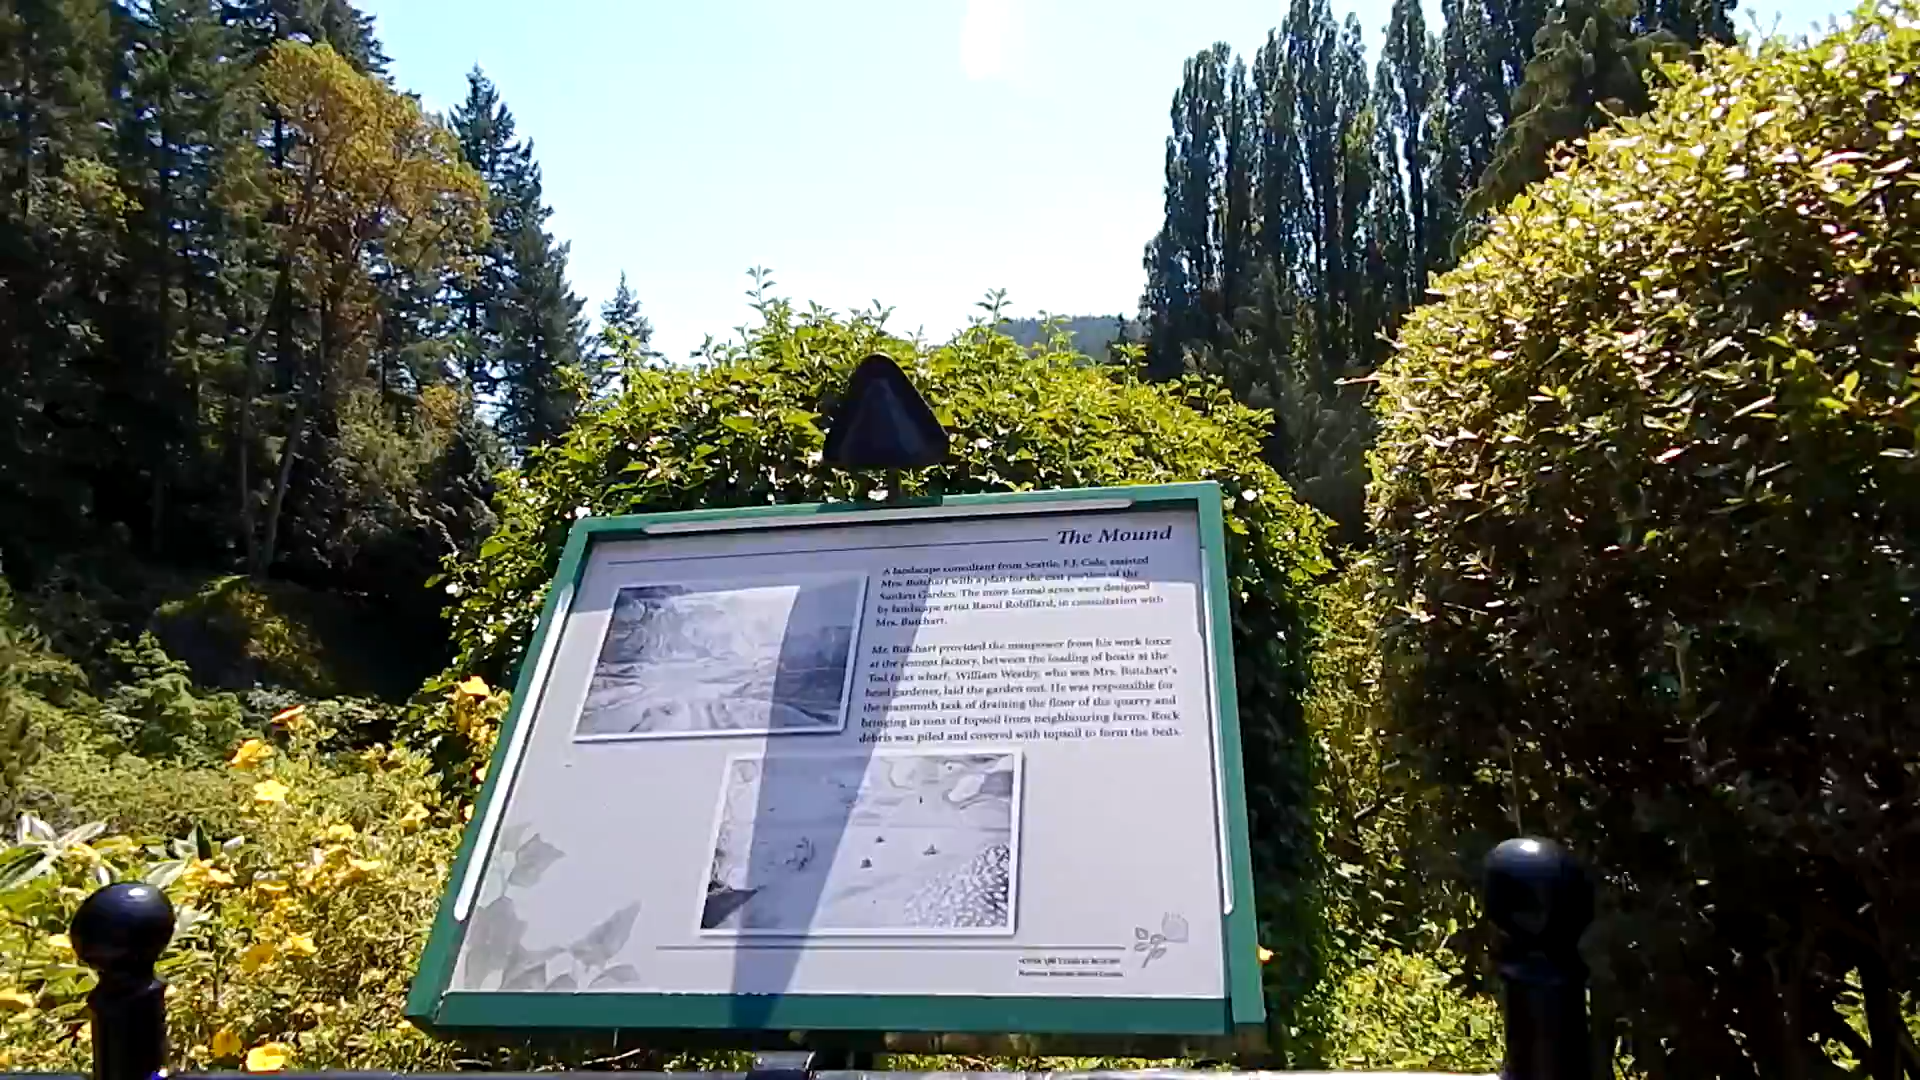 The Mound
A landscape consultant from Seattle, F.J. Cole, assisted
Mrs. Butchart with a plan for the east portion of the
Sunken Garden. The more formal areas were designed
by landscape artist Raoul Robillard, in consultation with
Mrs. Butchart.
Mr. Butchart provided the manpower from his work force
at the cement factory, between the loading of boats at the
Tod Inlet wharf. William Westby, who was Mrs. Butchart's
head gardener, laid the garden out. He was responsible for
the mammoth task of draining the floor of the quarry and
bringing in tons of topsoil from neighbouring farms. Rock
debris was piled and covered with topsoil to form the beds.